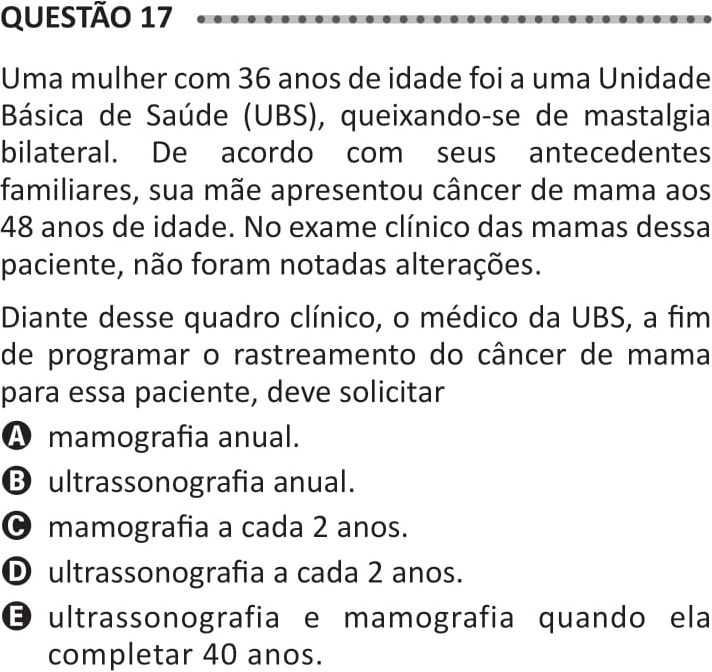 QUESTÃO 17
Uma mulher com 36 anos de idade foi a uma Unidade
Básica de Saúde (UBS), queixando-se de mastalgia
bilateral. De acordo com seus antecedentes
familiares, sua mãe apresentou câncer de mama aos
48 anos de idade. No exame clínico das mamas dessa
paciente, não foram notadas alterações.
Diante desse quadro clínico, o médico da UBS, a fim
de programar o rastreamento do câncer de mama
para essa paciente, deve solicitar
A mamografia anual.
B ultrassonografia anual.
C mamografia a cada 2 anos.
D ultrassonografia a cada 2 anos.
E ultrassonografia e mamografia quando ela
completar 40 anos.